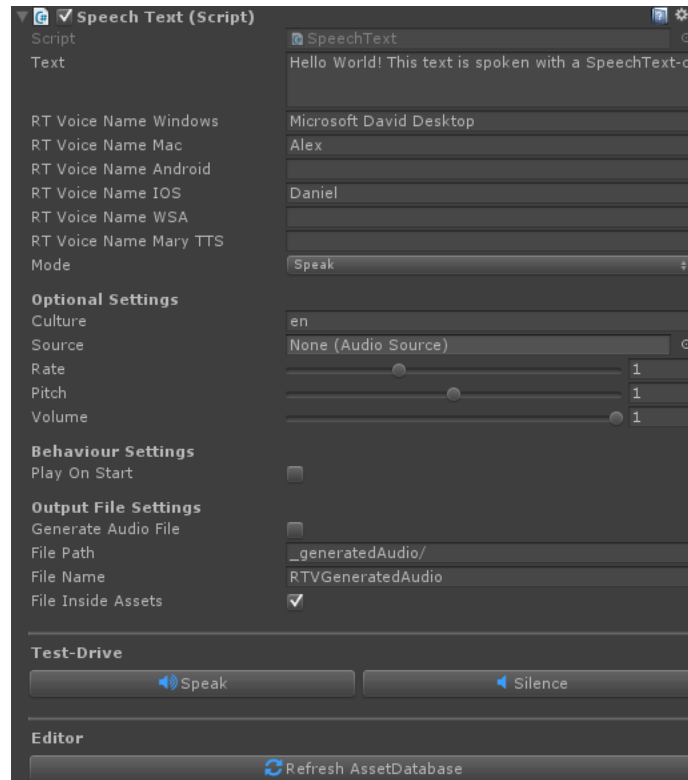 Speech Text (Script)
Script SpeechText
Text Hello World! This text is spoken with a SpeechText-
RT Voice Name Windows Microsoft David Desktop
RT Voice Name Mac Alex
RT Voice Name Android
RT Voice Name IOS Daniel
RT Voice Name WSA
RT Voice Name Mary TTS
Mode Speak
Optional Settings
Culture en
Source None (Audio Source)
Rate 1
Pitch 1
Volume 1
Behaviour Settings
Play On Start
Output File Settings
Generate Audio File
File Path _generatedAudio/
File Name RTVGeneratedAudio
File Inside Assets
Test-Drive
Speak Silence
Editor
Refresh AssetDatabase